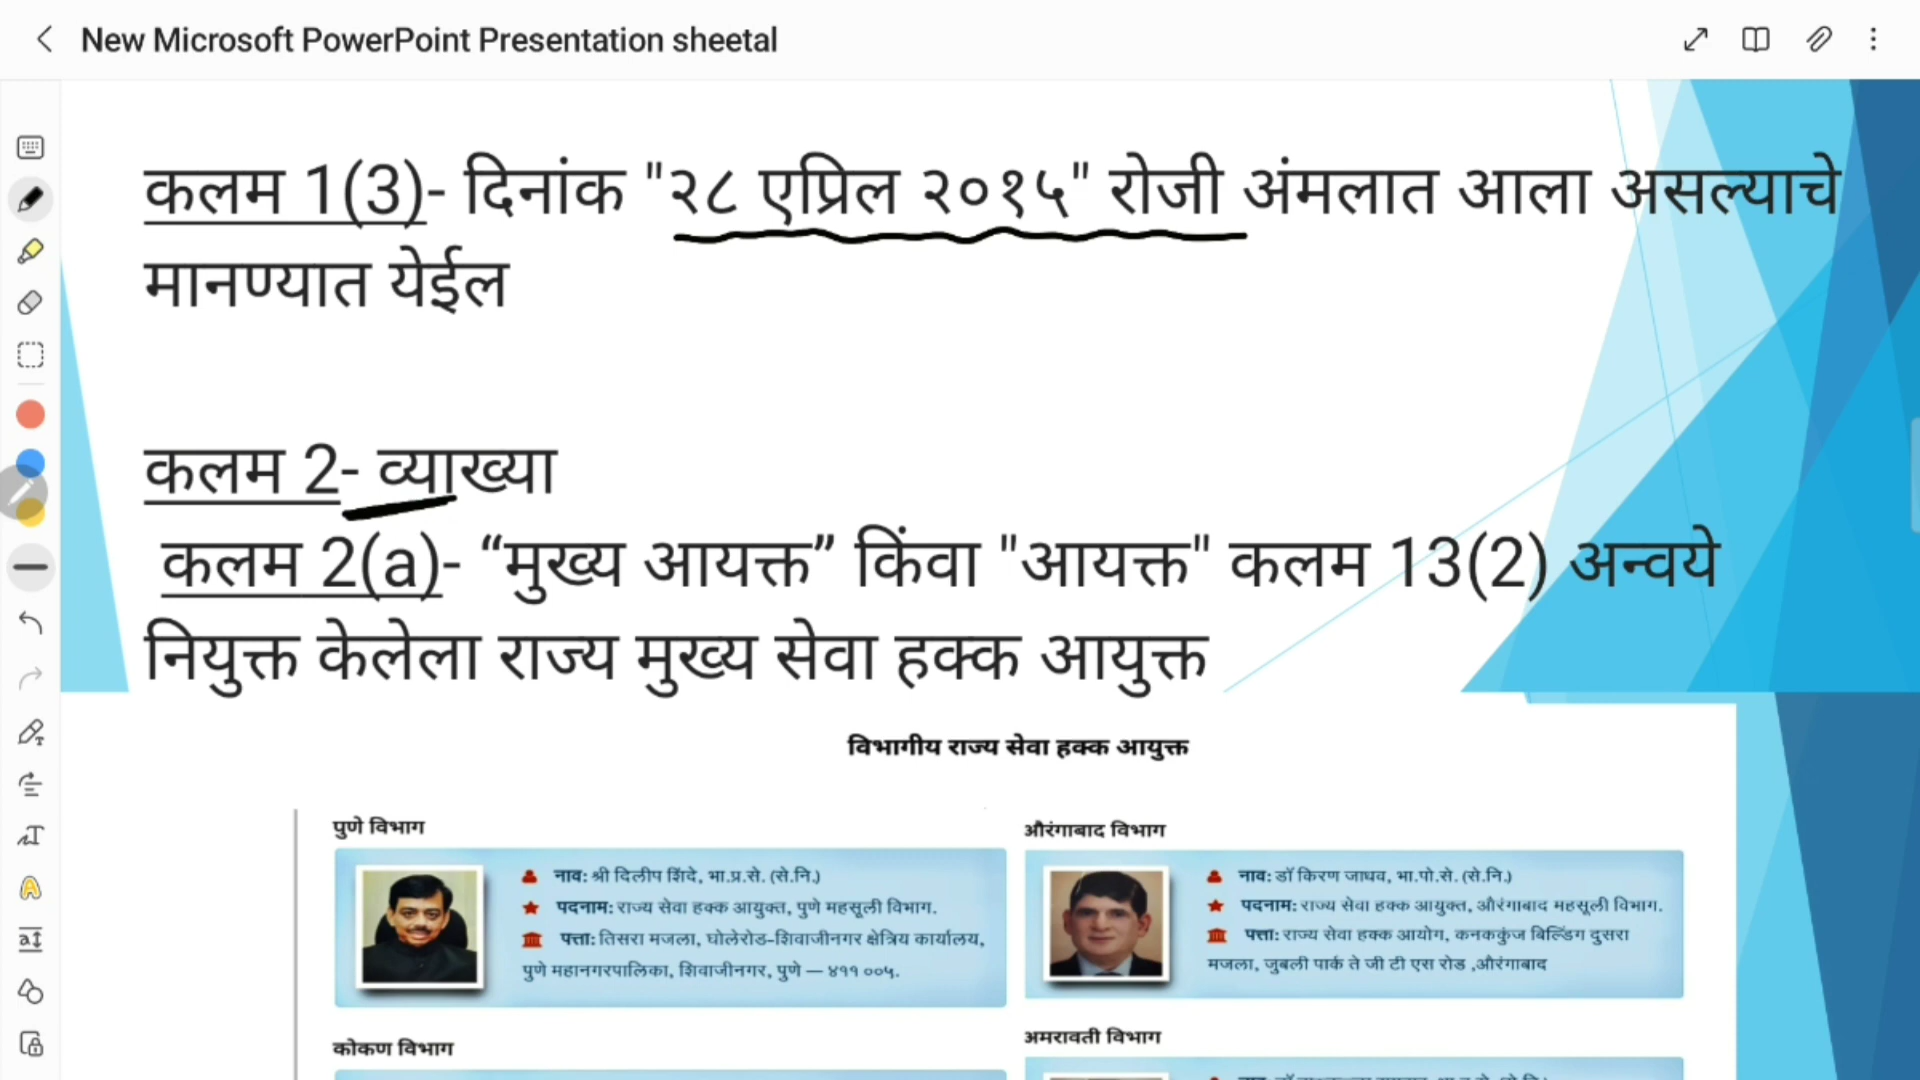 New Microsoft PowerPoint Presentation sheetal
कलम 1(3)- दिनांक "२८ एप्रिल २०१५" रोजी अंमलात आला असल्याचे
मानण्यात येईल
कलम 2- व्याख्या
कलम 2(a)- “मुख्य आयक्त” किंवा "आयक्त" कलम 13(2) अन्वये
नियुक्त केलेला राज्य मुख्य सेवा हक्क आयुक्त
विभागीय राज्य सेवा हक्क आयुक्त
पुणे विभाग
नाव: श्री दिलीप शिंदे, भा.प्र.से. (से.नि.)
पदनाम: राज्य सेवा हक्क आयुक्त, पुणे महसूली विभाग.
पत्ता: तिसरा मजला, घोलेरोड-शिवाजीनगर क्षेत्रिय कार्यालय,
पुणे महानगरपालिका, शिवाजीनगर, पुणे — ४११ ००५.
औरंगाबाद विभाग
नाव: डॉ किरण जाधव, भा.पो.से. (से.नि.)
पदनाम: राज्य सेवा हक्क आयुक्त, औरंगाबाद महसूली विभाग.
पत्ता: राज्य सेवा हक्क आयोग, कनककुंज बिल्डिंग दुसरा
मजला, जुबली पार्क ते जी टी एस रोड ,औरंगाबाद
कोकण विभाग
अमरावती विभाग